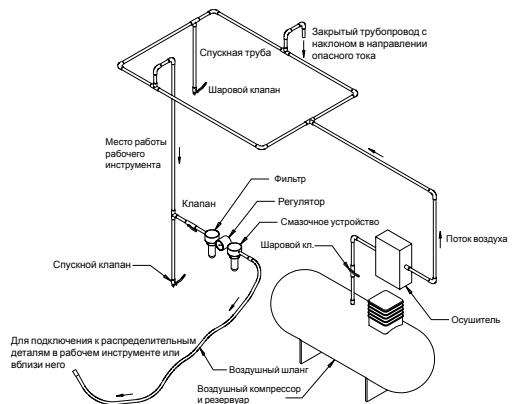 Закрытый трубопровод с
наклоном в направлении
опасного тока
Спускная труба
Шаровой клапан
Место работы
рабочего
инструмента
Фильтр
Клапан
Регулятор
Смазочное устройство
Шаровой кл.
Поток воздуха
Спускной клапан
Осушитель
Для подключения к распределительным
деталям в рабочем инструменте или
вблизи него
Воздушный шланг
Воздушный компрессор
и резервуар